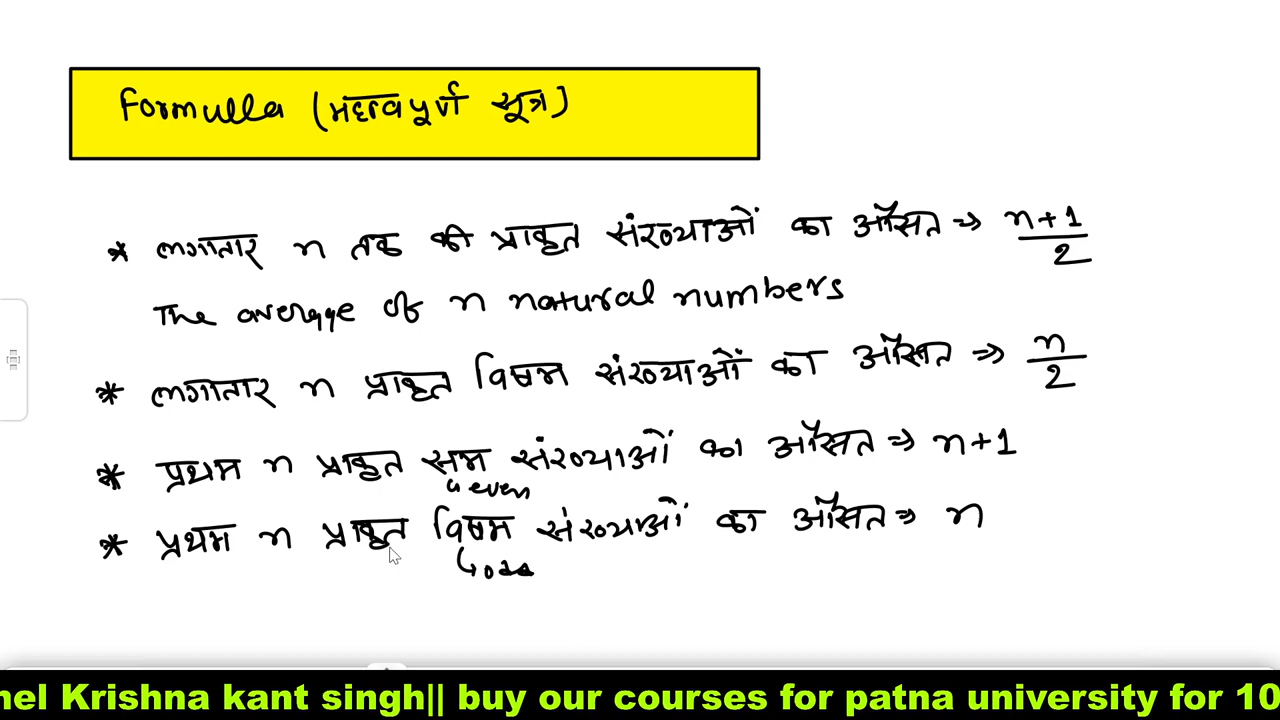 Formulla (महत्वपूर्ण सूत्र)
* लगातार n तक की प्राकृत संख्याओं का औसत ⇒ n+1/2
The average of n natural numbers
* लगातार n प्राकृत विषम संख्याओं का औसत ⇒ n/2
* प्रथम n प्राकृत सम संख्याओं का औसत ⇒ n+1
↳ even
* प्रथम n प्राकृत विषम संख्याओं का औसत ⇒ n
↳ odd
nel Krishna kant singh|| buy our courses for patna university for 10